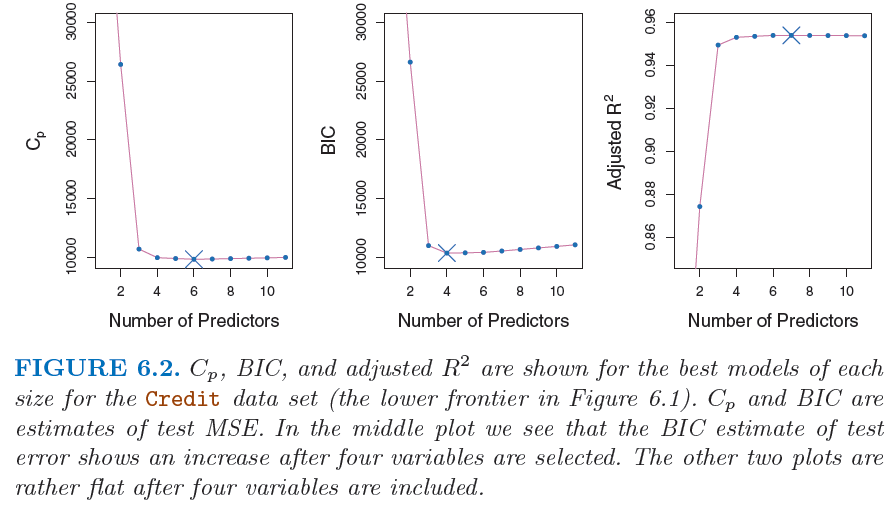 30000
25000
20000
15000
10000
Cp
2 4 6 8 10
Number of Predictors
30000
25000
20000
15000
10000
BIC
2 4 6 8 10
Number of Predictors
0.96
0.94
0.92
0.90
0.88
0.86
Adjusted R²
2 4 6 8 10
Number of Predictors
FIGURE 6.2. Cp, BIC, and adjusted R² are shown for the best models of each
size for the Credit data set (the lower frontier in Figure 6.1). Cp and BIC are
estimates of test MSE. In the middle plot we see that the BIC estimate of test
error shows an increase after four variables are selected. The other two plots are
rather flat after four variables are included.